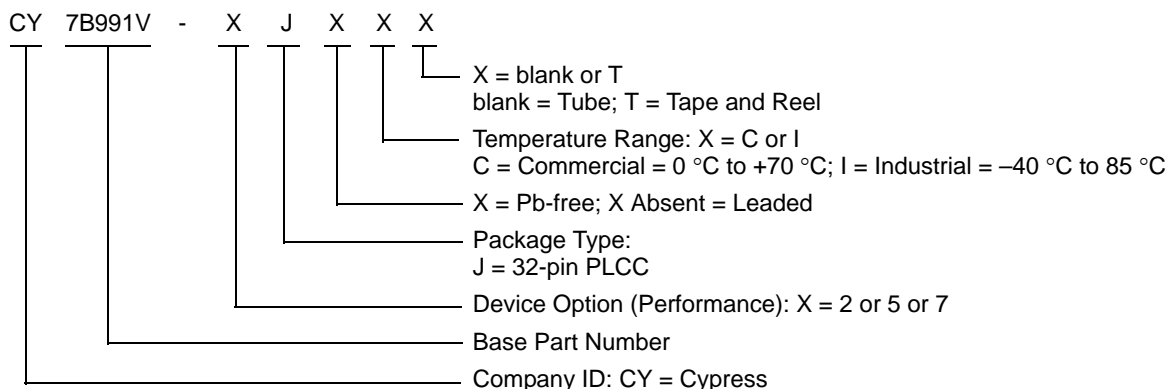 CY 7B991V - X J X X X
X = blank or T
blank = Tube; T = Tape and Reel
Temperature Range: X = C or I
C = Commercial = 0 °C to +70 °C; I = Industrial = –40 °C to 85 °C
X = Pb-free; X Absent = Leaded
Package Type:
J = 32-pin PLCC
Device Option (Performance): X = 2 or 5 or 7
Base Part Number
Company ID: CY = Cypress